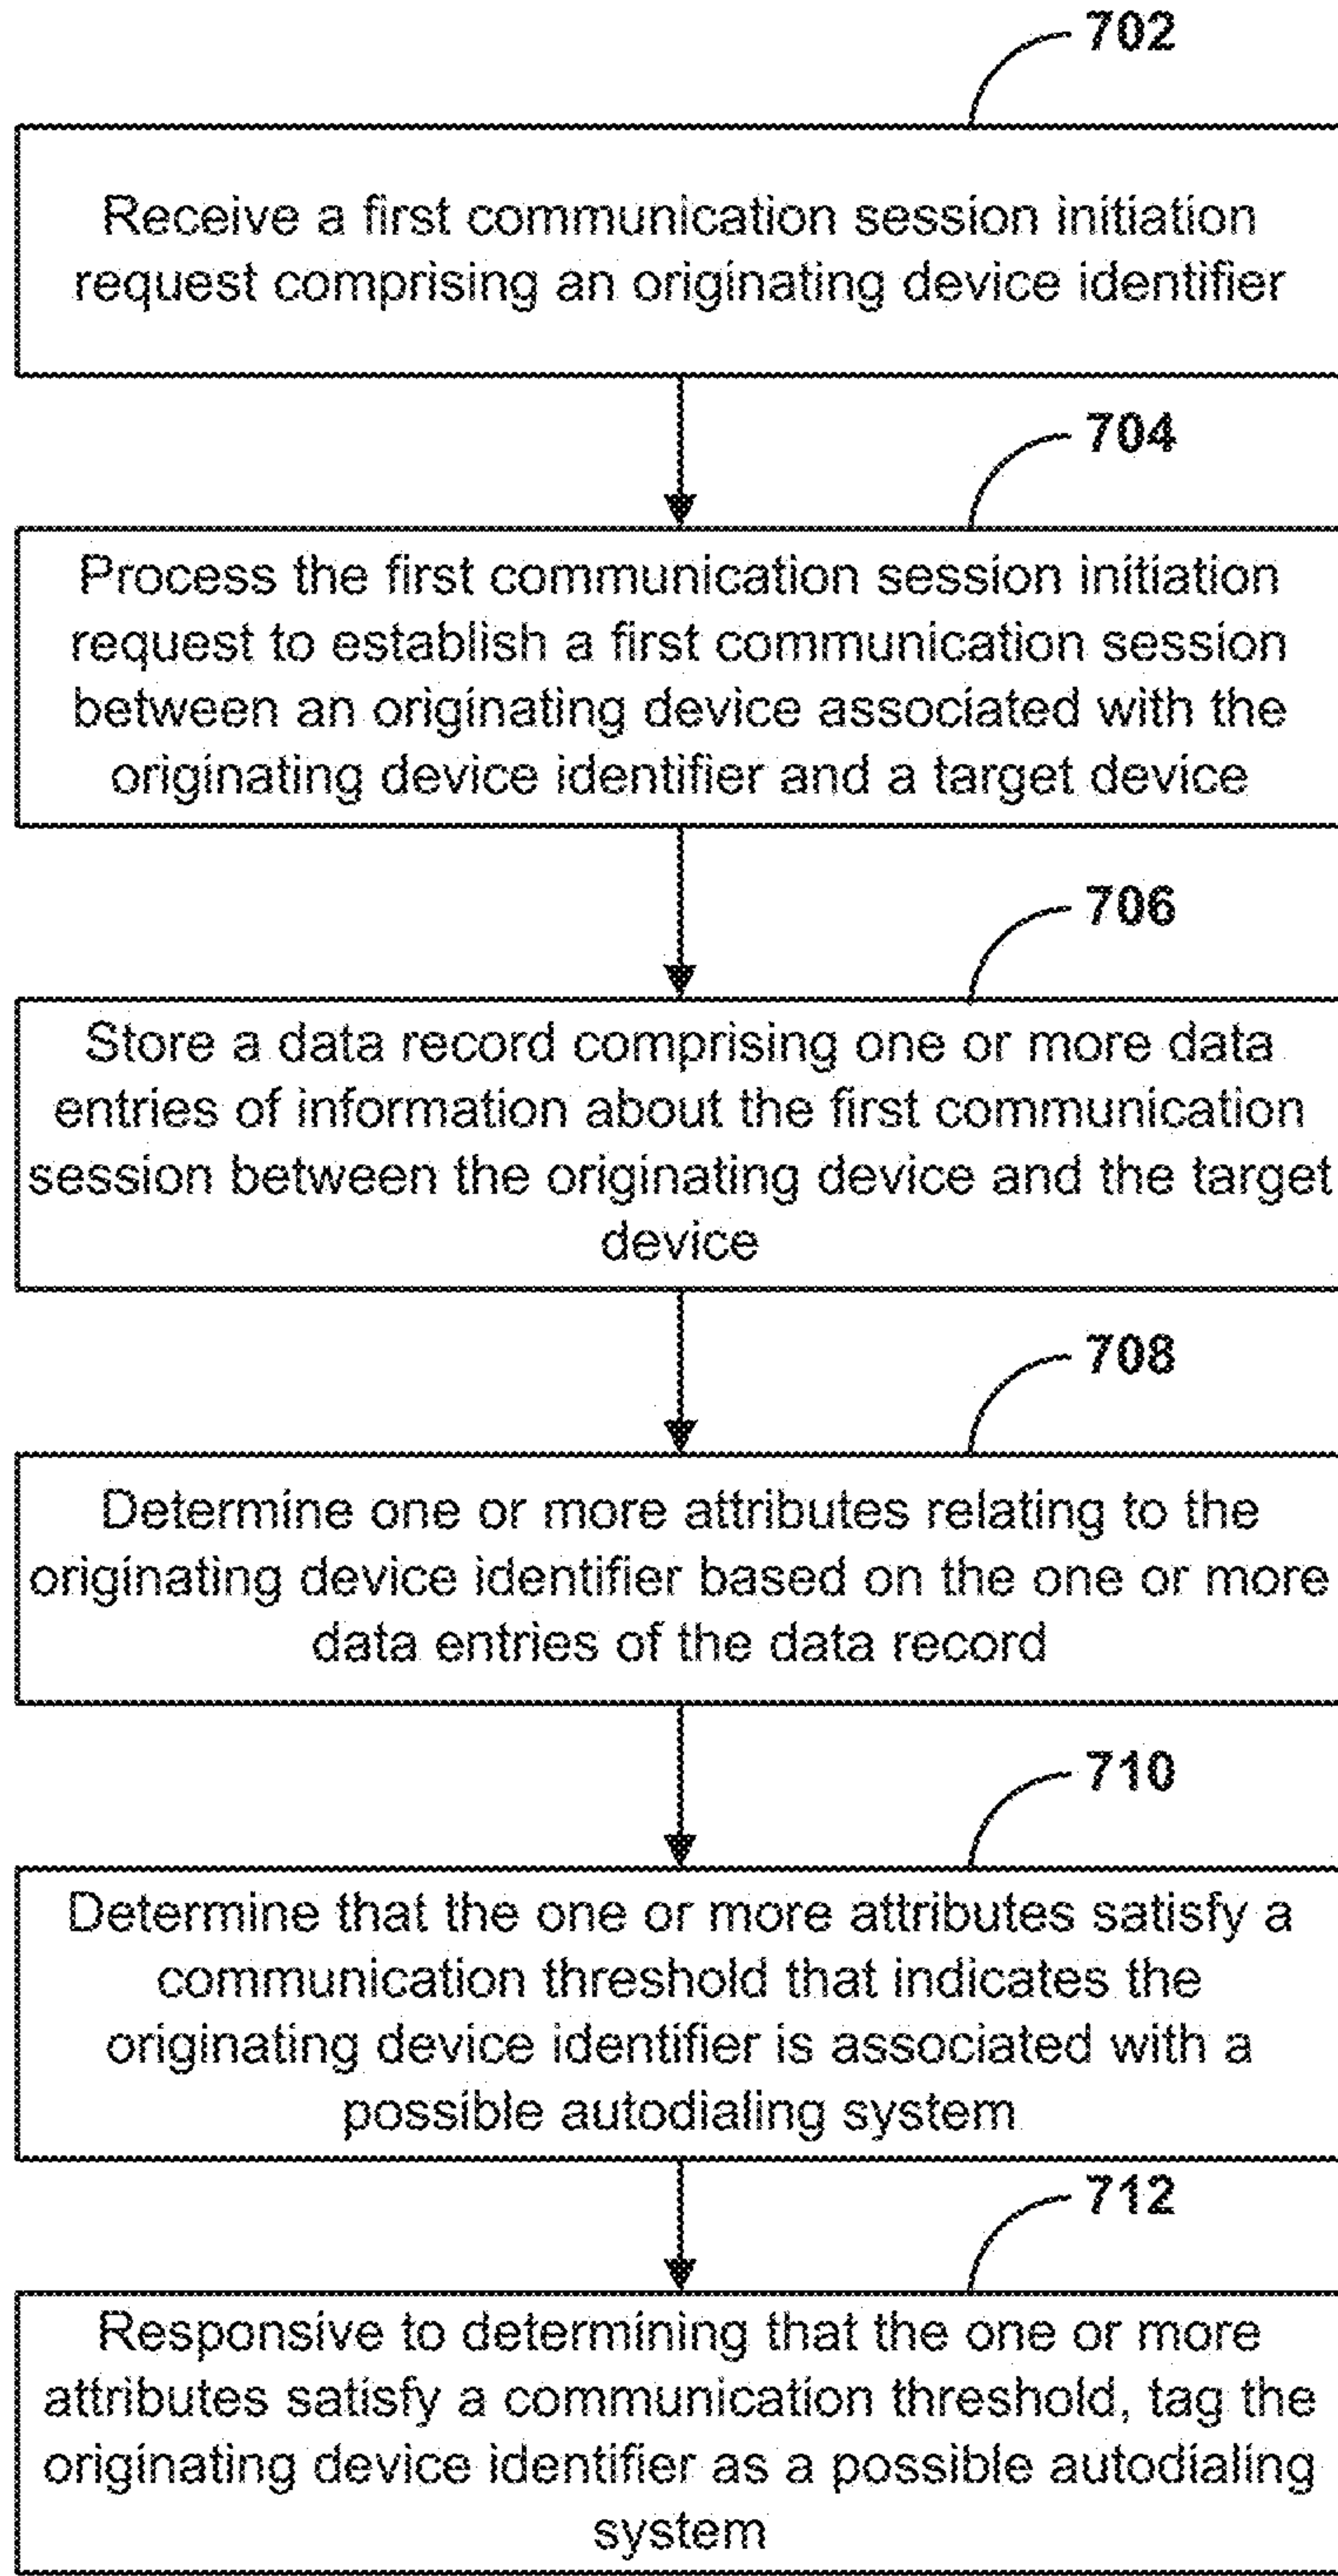 702
Receive a first communication session initiation
request comprising an originating device identifier
704
Process the first communication session initiation
request to establish a first communication session
between an originating device associated with the
originating device identifier and a target device
706
Store a data record comprising one or more data
entries of information about the first communication
session between the originating device and the target
device
708
Determine one or more attributes relating to the
originating device identifier based on the one or more
data entries of the data record
710
Determine that the one or more attributes satisfy a
communication threshold that indicates the
originating device identifier is associated with a
possible autodialing system
712
Responsive to determining that the one or more
attributes satisfy a communication threshold, tag the
originating device identifier as a possible autodialing
system